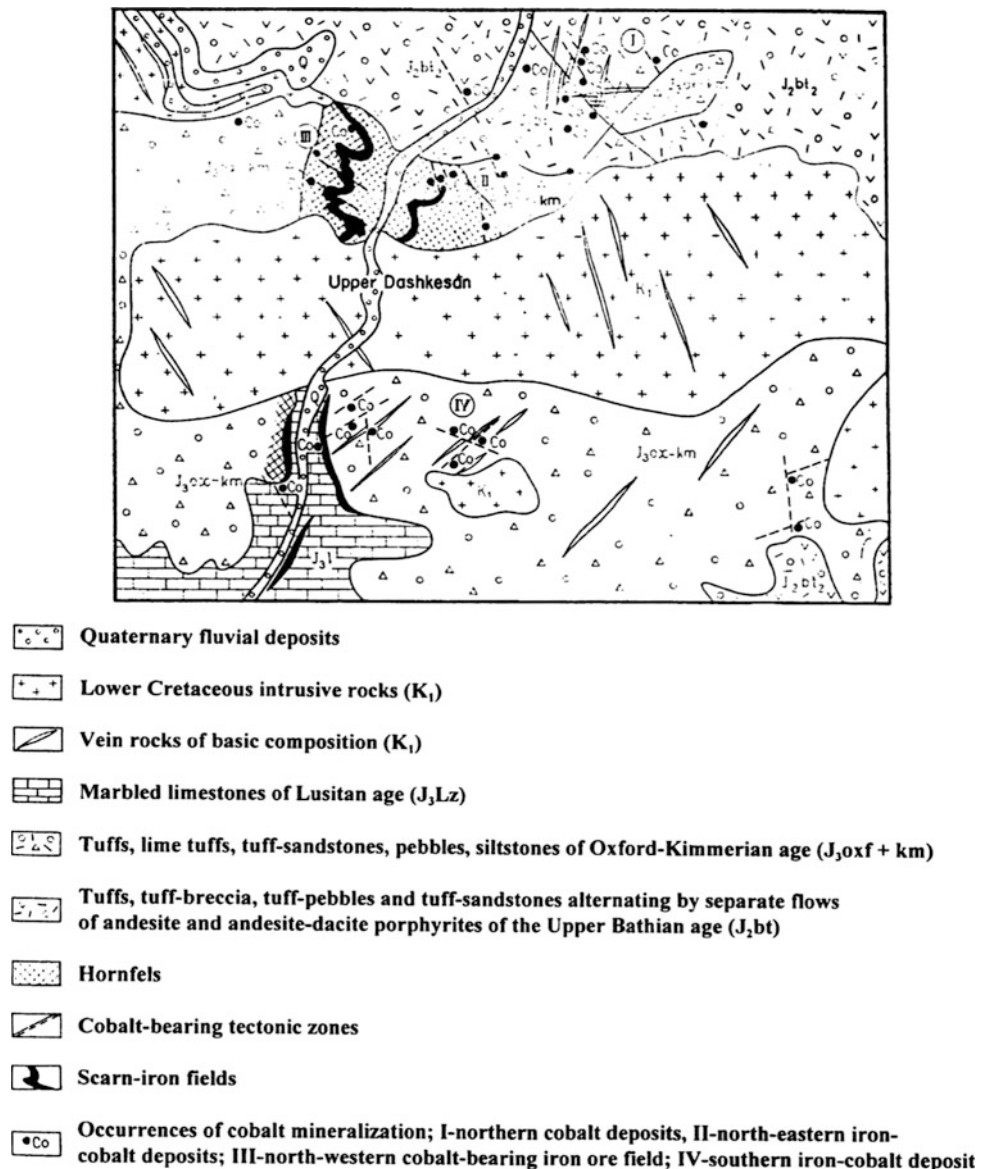 I
Co
Co
Co
Q
J₂bt₂
Co
Co
J₂bt₂
Co
Co
III
II
km
Upper Dashkesan
K₁
Q
Co
IV
Co
Co
Co
Co
Co
Co
J₃ox-km
J₃ox-km
Co
K₁
Co
Co
J₃l
J₂bt₂
Quaternary fluvial deposits
Lower Cretaceous intrusive rocks (K₁)
Vein rocks of basic composition (K₁)
Marbled limestones of Lusitan age (J₃Lz)
Tuffs, lime tuffs, tuff-sandstones, pebbles, siltstones of Oxford-Kimmerian age (J₃oxf + km)
Tuffs, tuff-breccia, tuff-pebbles and tuff-sandstones alternating by separate flows
of andesite and andesite-dacite porphyrites of the Upper Bathian age (J₂bt)
Hornfels
Cobalt-bearing tectonic zones
Scarn-iron fields
Co
Occurrences of cobalt mineralization; I-northern cobalt deposits, II-north-eastern iron-
cobalt deposits; III-north-western cobalt-bearing iron ore field; IV-southern iron-cobalt deposit